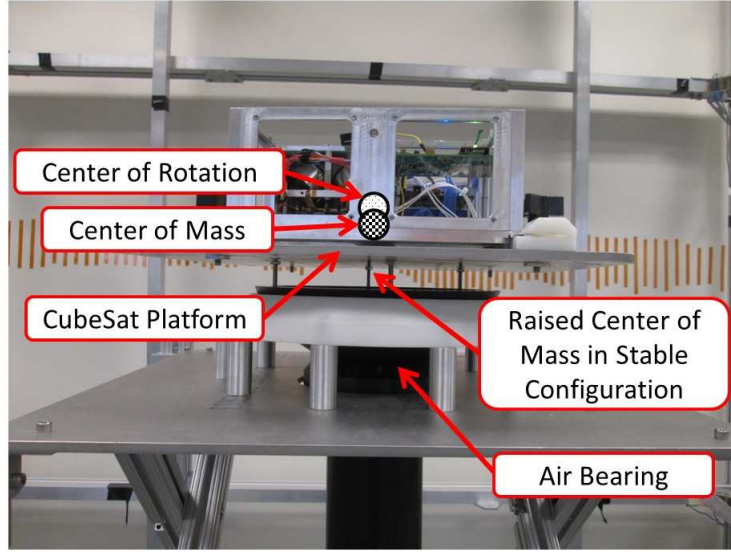 Center of Rotation
Center of Mass
CubeSat Platform
Raised Center of
Mass in Stable
Configuration
Air Bearing